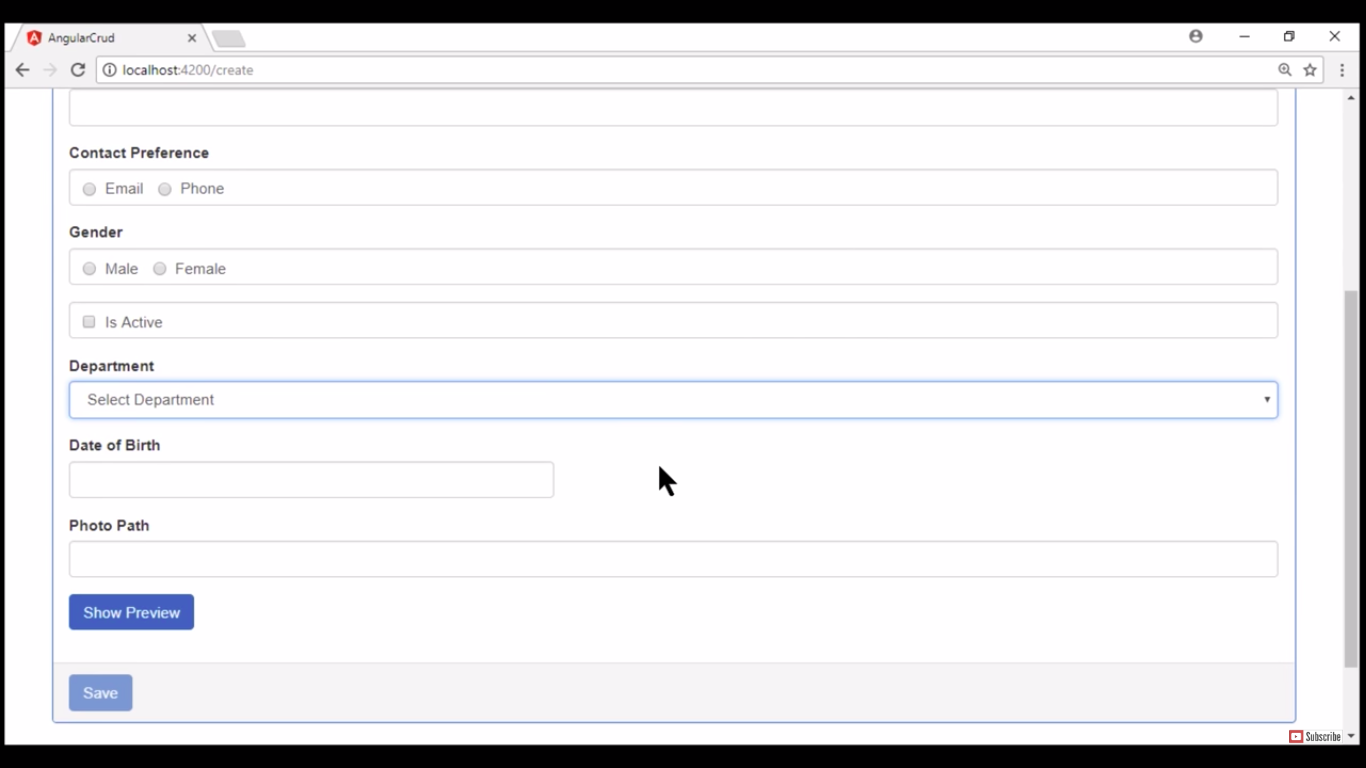 AngularCrud
localhost:4200/create
Contact Preference
Email Phone
Gender
Male Female
Is Active
Department
Select Department
Date of Birth
Photo Path
Show Preview
Save
Subscribe